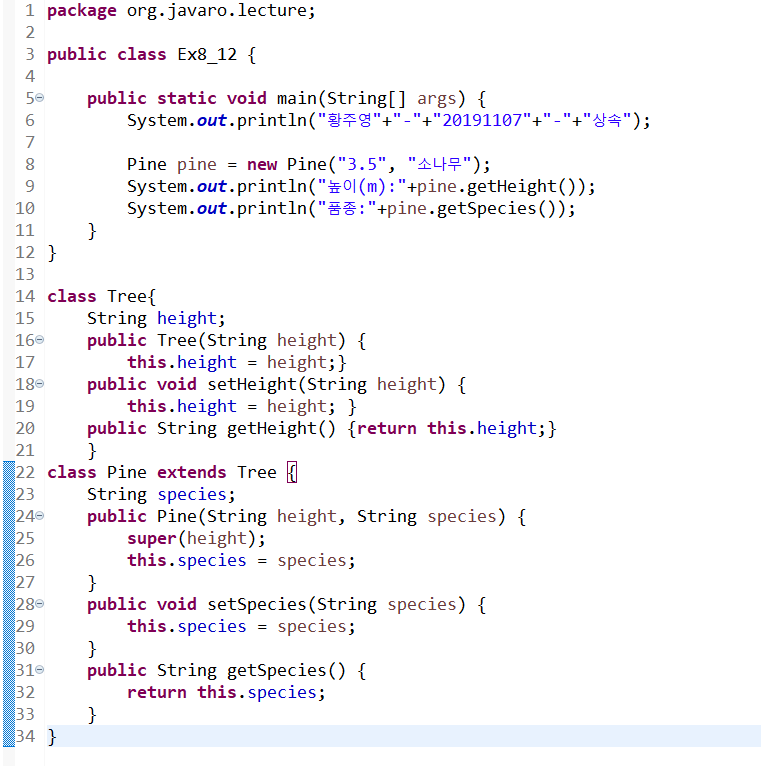 1 package org.javaro.lecture;
2
3 public class Ex8_12 {
4
5 public static void main(String[] args) {
6 System.out.println("황주영"+"-"+"20191107"+"-"+"상속");
7
8 Pine pine = new Pine("3.5", "소나무");
9 System.out.println("높이(m):"+pine.getHeight());
10 System.out.println("품종:"+pine.getSpecies());
11 }
12 }
13
14 class Tree{
15 String height;
16 public Tree(String height) {
17 this.height = height;}
18 public void setHeight(String height) {
19 this.height = height; }
20 public String getHeight() {return this.height;}
21 }
22 class Pine extends Tree {
23 String species;
24 public Pine(String height, String species) {
25 super(height);
26 this.species = species;
27 }
28 public void setSpecies(String species) {
29 this.species = species;
30 }
31 public String getSpecies() {
32 return this.species;
33 }
34 }